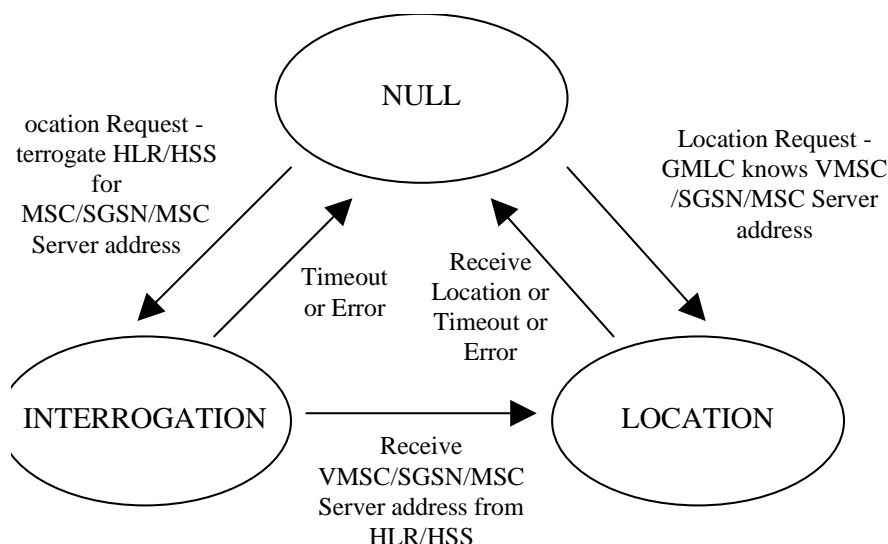 NULL
ocation Request -
terrogate HLR/HSS
for
MSC/SGSN/MSC
Server address
Location Request -
GMLC knows VMSC
/SGSN/MSC Server
address
Timeout
or Error
Receive
Location or
Timeout or
Error
INTERROGATION
LOCATION
Receive
VMSC/SGSN/MSC
Server address from
HLR/HSS